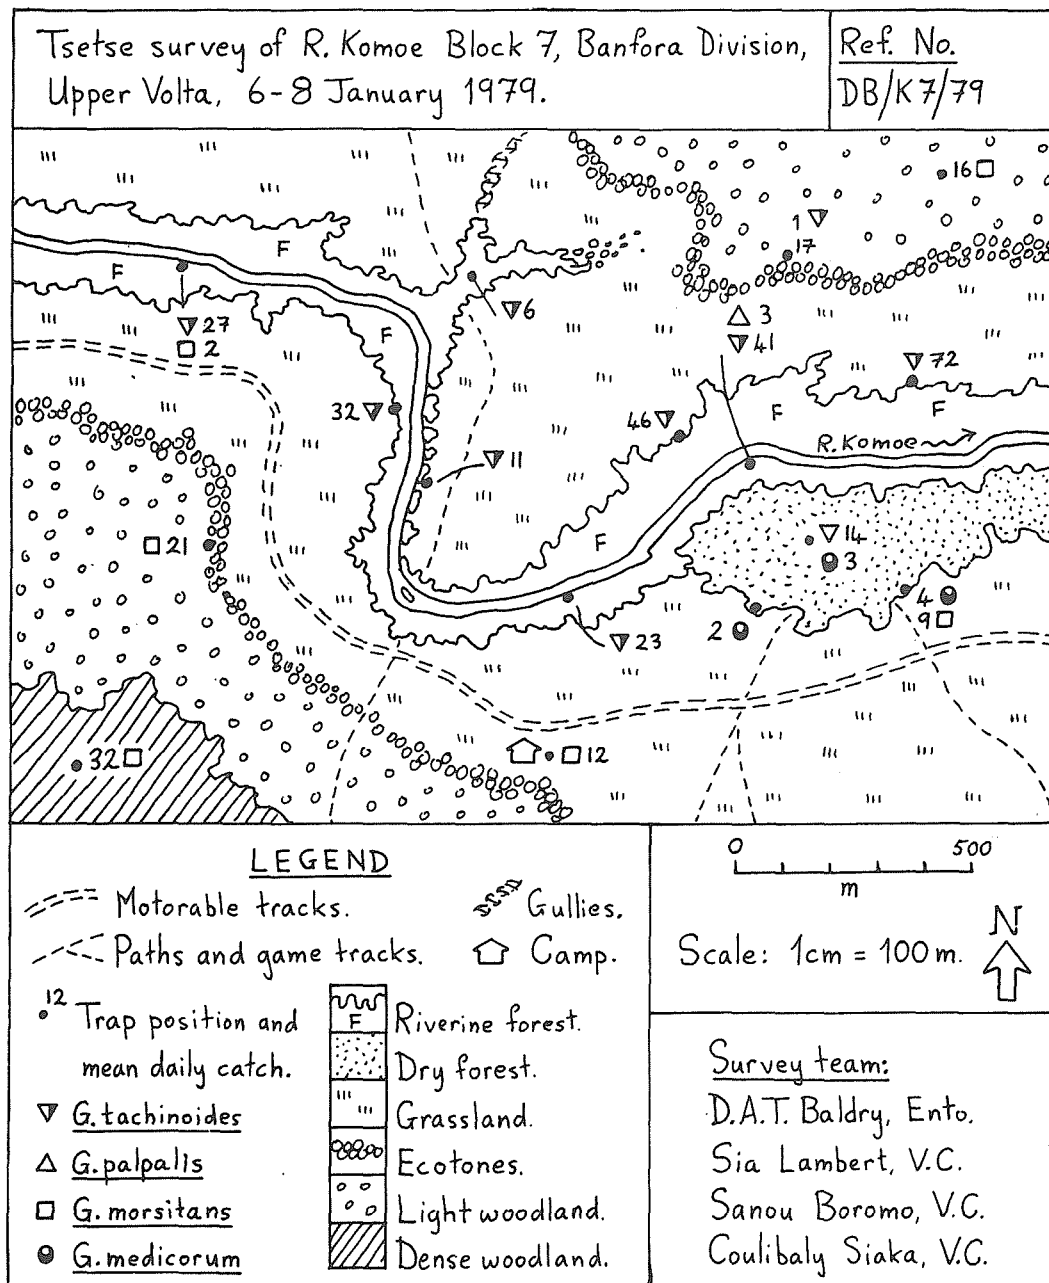 Tsetse survey of R. Komoe Block 7, Banfora Division,
Upper Volta, 6-8 January 1979.
Ref. No.
DB/K7/79
16
1
17
F
F
6
3
27
2
F
41
72
32
46
F
F
R. Komoe
11
21
F
14
3
4
9
2
23
32
12
LEGEND
Motorable tracks.
Gullies.
Paths and game tracks.
Camp.
12
Trap position and
mean daily catch.
G. tachinoides
G. palpalis
G. morsitans
G. medicorum
F
Riverine forest.
Dry forest.
Grassland.
Ecotones.
Light woodland.
Dense woodland.
0 500
m
N
Scale: 1cm = 100m.
Survey team:
D.A.T. Baldry, Ento.
Sia Lambert, V.C.
Sanou Boromo, V.C.
Coulibaly Siaka, V.C.